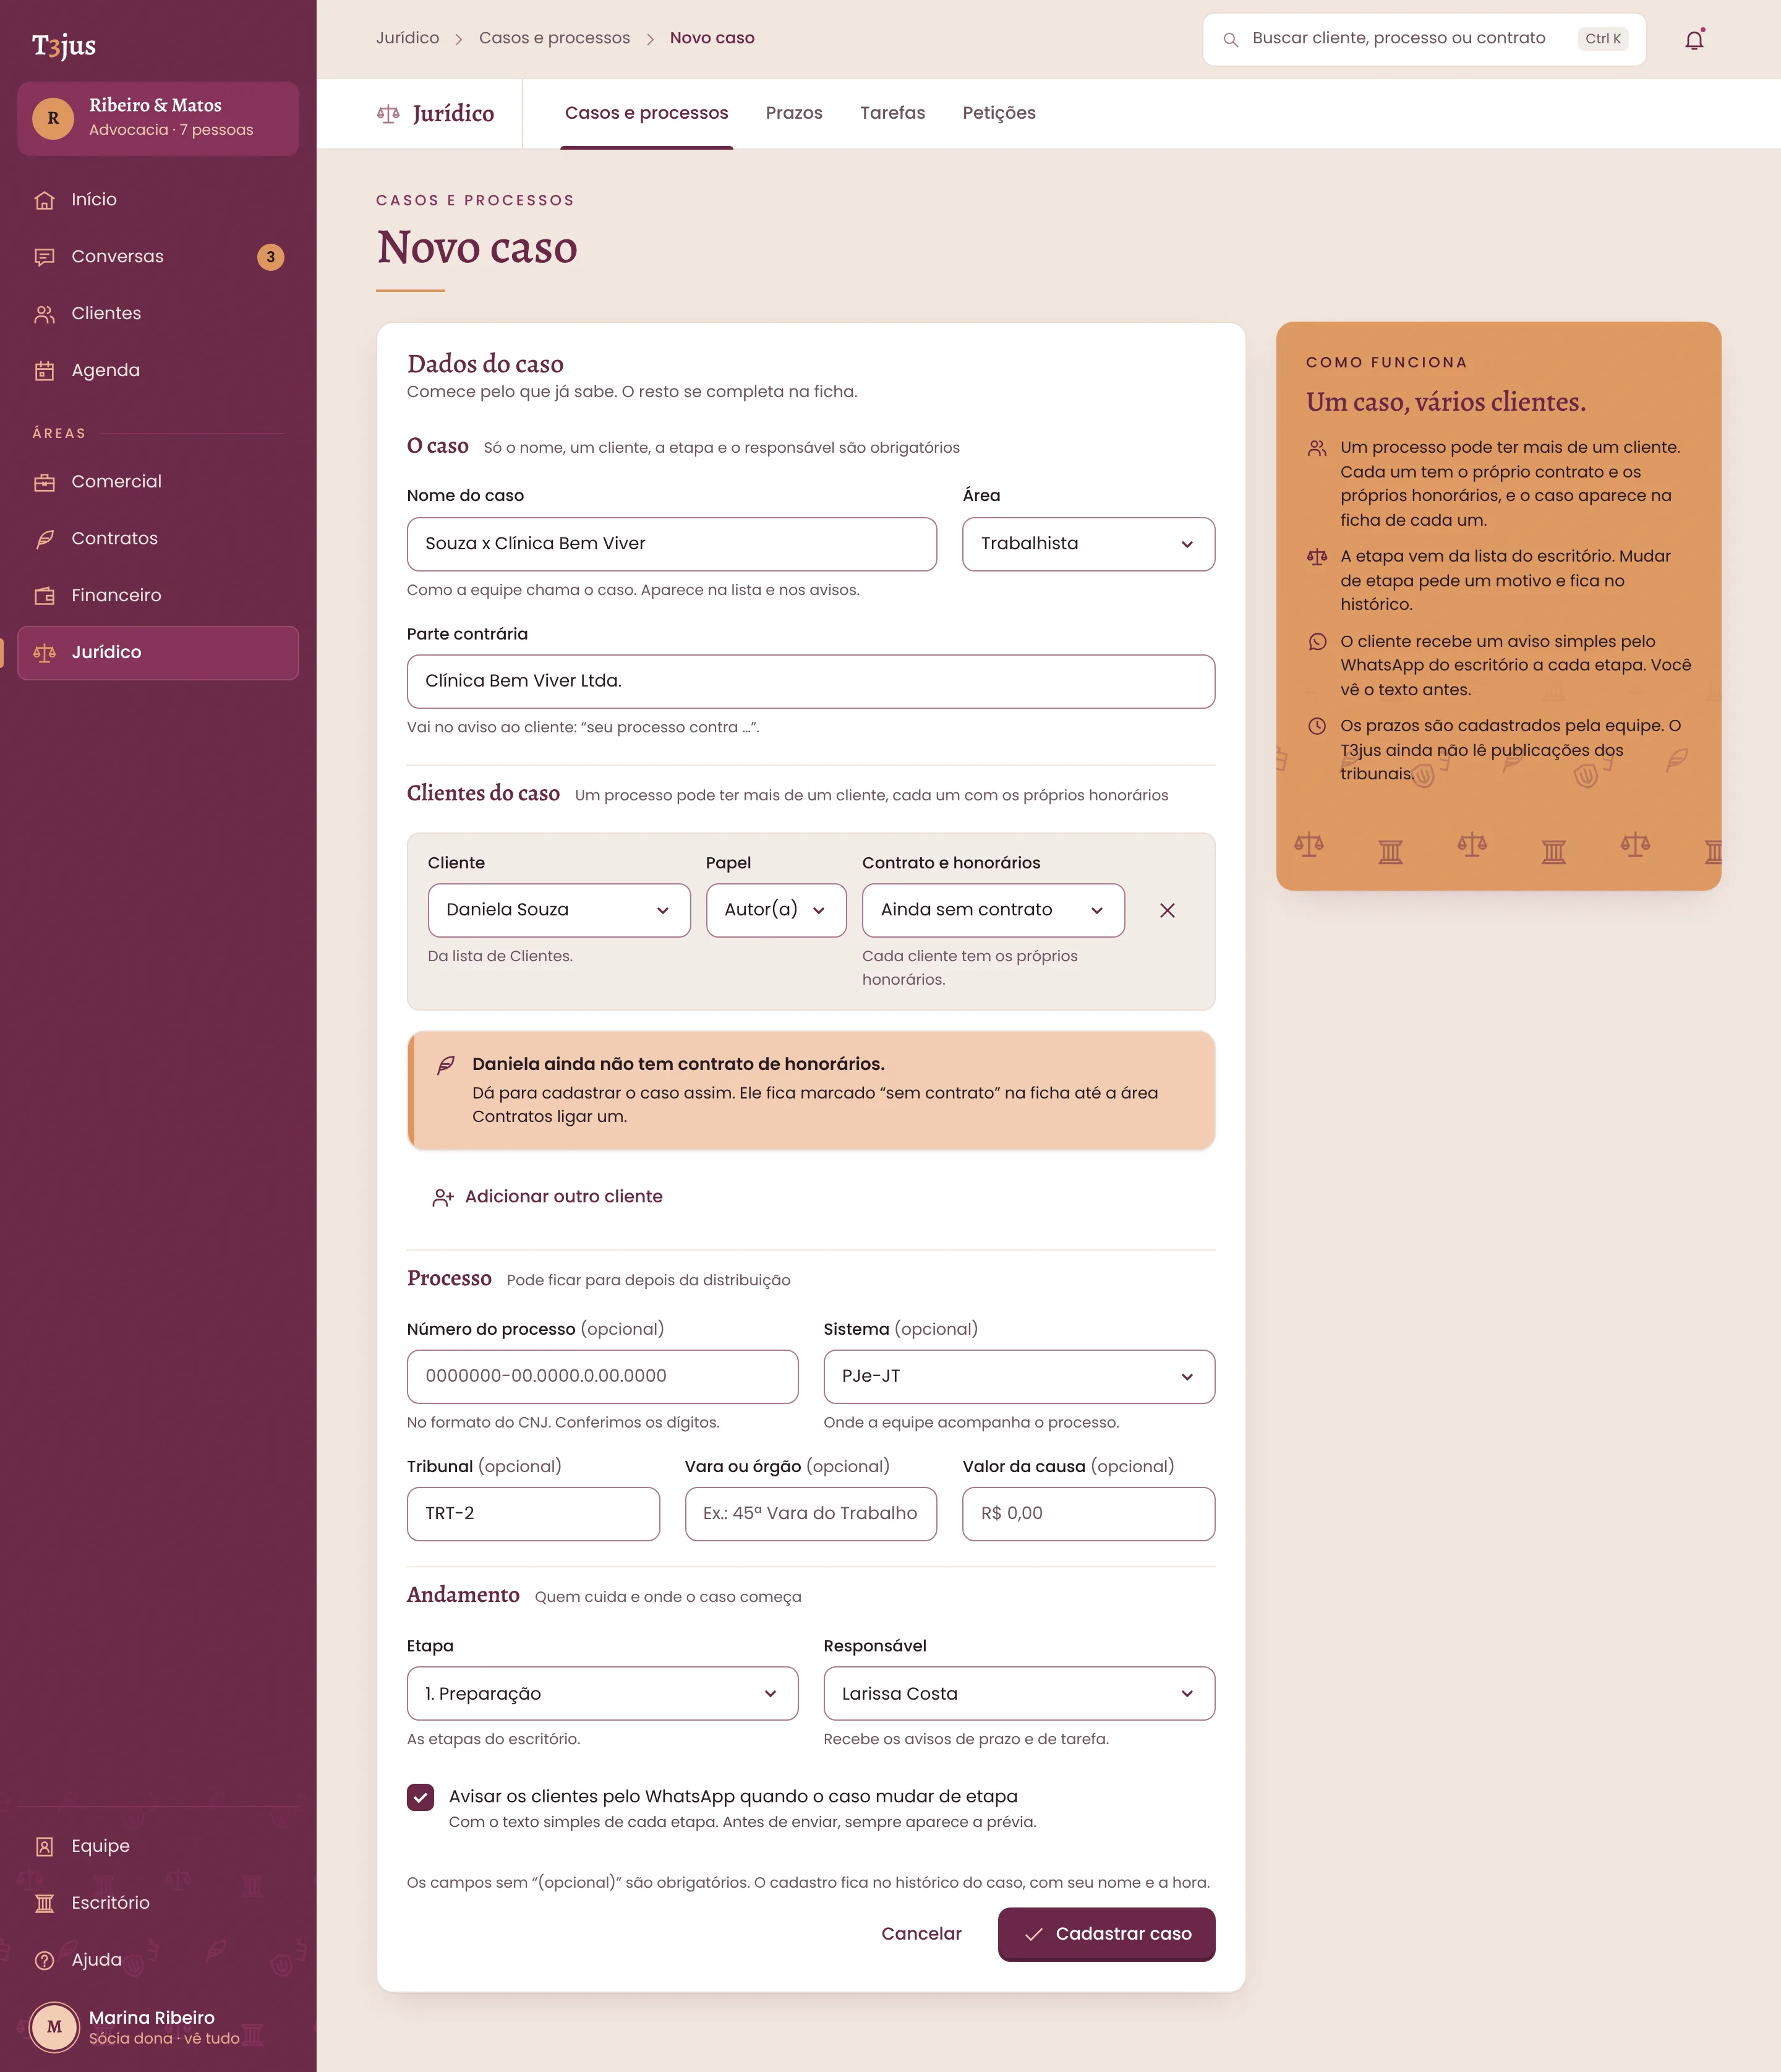 T3jus
R
Ribeiro & Matos
Advocacia · 7 pessoas
Início
Conversas
3
Clientes
Agenda
ÁREAS
Comercial
Contratos
Financeiro
Jurídico
Equipe
Escritório
Ajuda
M
Marina Ribeiro
Sócia dona · vê tudo
Jurídico
Casos e processos
Novo caso
Buscar cliente, processo ou contrato
Ctrl K
Jurídico
Casos e processos
Prazos
Tarefas
Petições
CASOS E PROCESSOS
Novo caso
Dados do caso
Comece pelo que já sabe. O resto se completa na ficha.
O caso
Só o nome, um cliente, a etapa e o responsável são obrigatórios
Nome do caso
Área
Souza x Clínica Bem Viver
Trabalhista
Como a equipe chama o caso. Aparece na lista e nos avisos.
Parte contrária
Clínica Bem Viver Ltda.
Vai no aviso ao cliente: “seu processo contra …”.
Clientes do caso
Um processo pode ter mais de um cliente, cada um com os próprios honorários
Cliente
Papel
Contrato e honorários
Daniela Souza
Autor(a)
Ainda sem contrato
Da lista de Clientes.
Cada cliente tem os próprios
honorários.
Daniela ainda não tem contrato de honorários.
Dá para cadastrar o caso assim. Ele fica marcado “sem contrato” na ficha até a área
Contratos ligar um.
Adicionar outro cliente
Processo
Pode ficar para depois da distribuição
Número do processo (opcional)
Sistema (opcional)
0000000-00.0000.0.00.0000
PJe-JT
No formato do CNJ. Conferimos os dígitos.
Onde a equipe acompanha o processo.
Tribunal (opcional)
Vara ou órgão (opcional)
Valor da causa (opcional)
TRT-2
Ex.: 45ª Vara do Trabalho
R$ 0,00
Andamento
Quem cuida e onde o caso começa
Etapa
Responsável
1. Preparação
Larissa Costa
As etapas do escritório.
Recebe os avisos de prazo e de tarefa.
Avisar os clientes pelo WhatsApp quando o caso mudar de etapa
Com o texto simples de cada etapa. Antes de enviar, sempre aparece a prévia.
Os campos sem “(opcional)” são obrigatórios. O cadastro fica no histórico do caso, com seu nome e a hora.
Cancelar
Cadastrar caso
COMO FUNCIONA
Um caso, vários clientes.
Um processo pode ter mais de um cliente.
Cada um tem o próprio contrato e os
próprios honorários, e o caso aparece na
ficha de cada um.
A etapa vem da lista do escritório. Mudar
de etapa pede um motivo e fica no
histórico.
O cliente recebe um aviso simples pelo
WhatsApp do escritório a cada etapa. Você
vê o texto antes.
Os prazos são cadastrados pela equipe. O
T3jus ainda não lê publicações dos
tribunais.